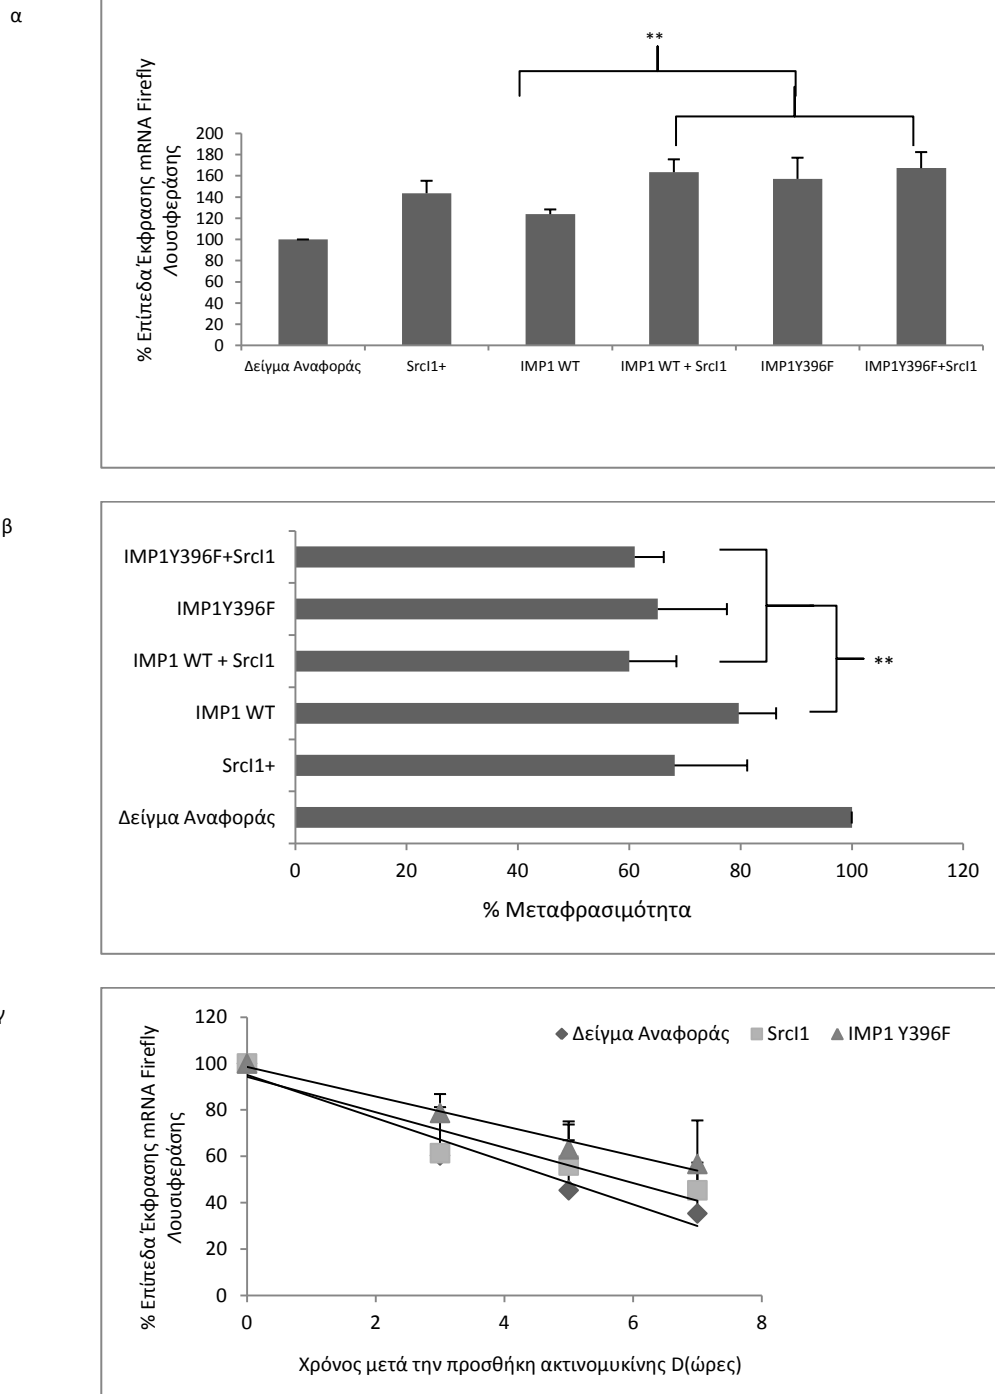 α
**
% Επίπεδα Έκφρασης mRNA Firefly
Λουσιφεράσης
200
180
160
140
120
100
80
60
40
20
0
Δείγμα Αναφοράς SrcI1+ IMP1 WT IMP1 WT + SrcI1 IMP1Y396F IMP1Y396F+SrcI1
β
IMP1Y396F+SrcI1
IMP1Y396F
IMP1 WT + SrcI1
**
IMP1 WT
SrcI1+
Δείγμα Αναφοράς
0 20 40 60 80 100 120
% Μεταφρασιμότητα
γ
% Επίπεδα Έκφρασης mRNA Firefly
Λουσιφεράσης
Δείγμα Αναφοράς SrcI1 IMP1 Y396F
120
100
80
60
40
20
0
0 2 4 6 8
Χρόνος μετά την προσθήκη ακτινομυκίνης D(ώρες)